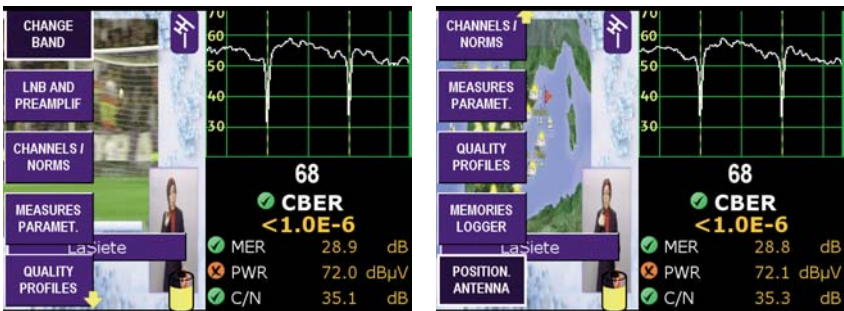 CHANGE
BAND
LNB AND
PREAMPLIF
CHANNELS /
NORMS
MEASURES
PARAMET.
LaSiete
QUALITY
PROFILES
70
60
50
40
30
68
CBER
<1.0E-6
MER 28.9 dB
PWR 72.0 dBµV
C/N 35.1 dB
CHANNELS /
NORMS
MEASURES
PARAMET.
QUALITY
PROFILES
MEMORIES
LOGGER
LaSiete
POSITION.
ANTENNA
70
60
50
40
30
68
CBER
<1.0E-6
MER 28.8 dB
PWR 72.1 dBµV
C/N 35.3 dB